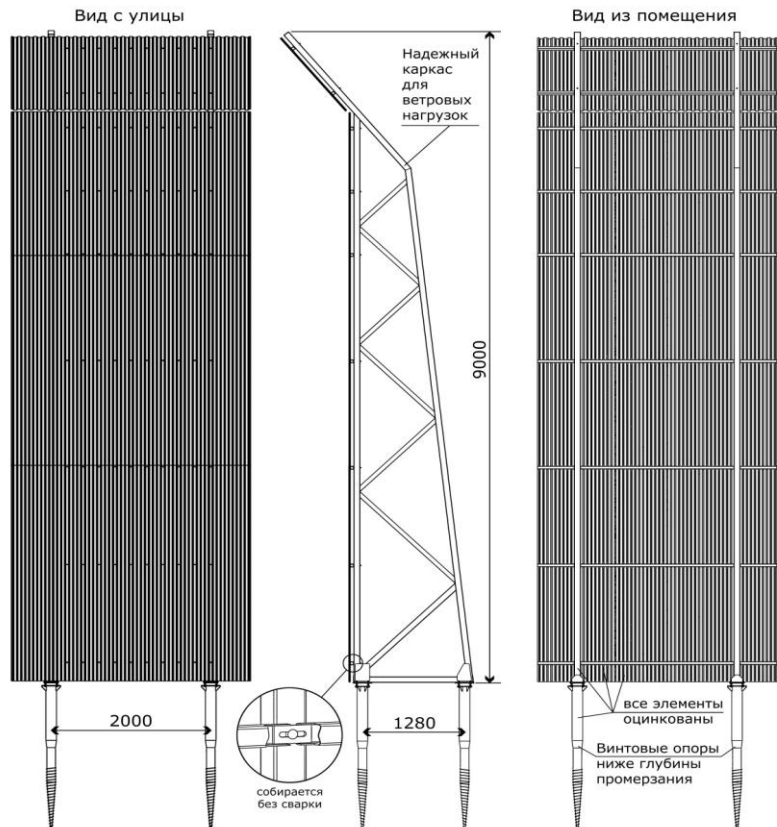 Вид с улицы
Вид из помещения
Надежный
каркас
для
ветровых
нагрузок
9000
2000
1280
собирается
без сварки
все элементы
оцинкованы
Винтовые опоры
ниже глубины
промерзания